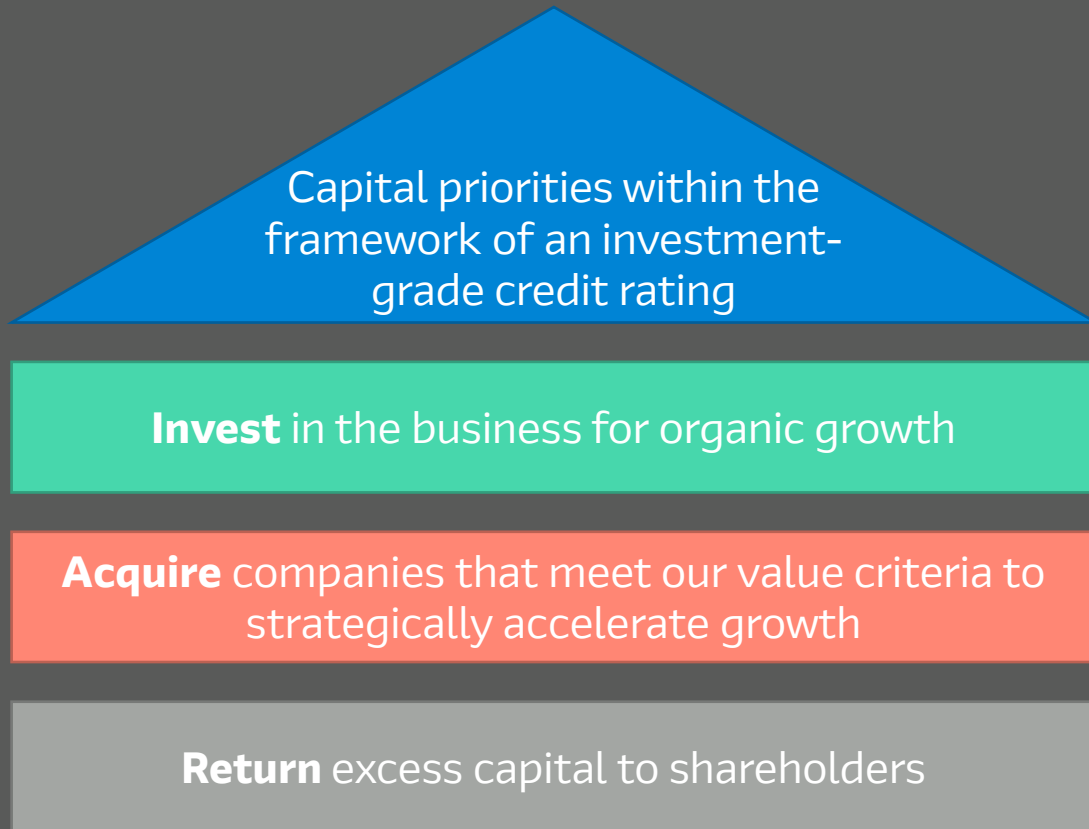 Capital priorities within the
framework of an investment-
grade credit rating
Invest in the business for organic growth
Acquire companies that meet our value criteria to
strategically accelerate growth
Return excess capital to shareholders